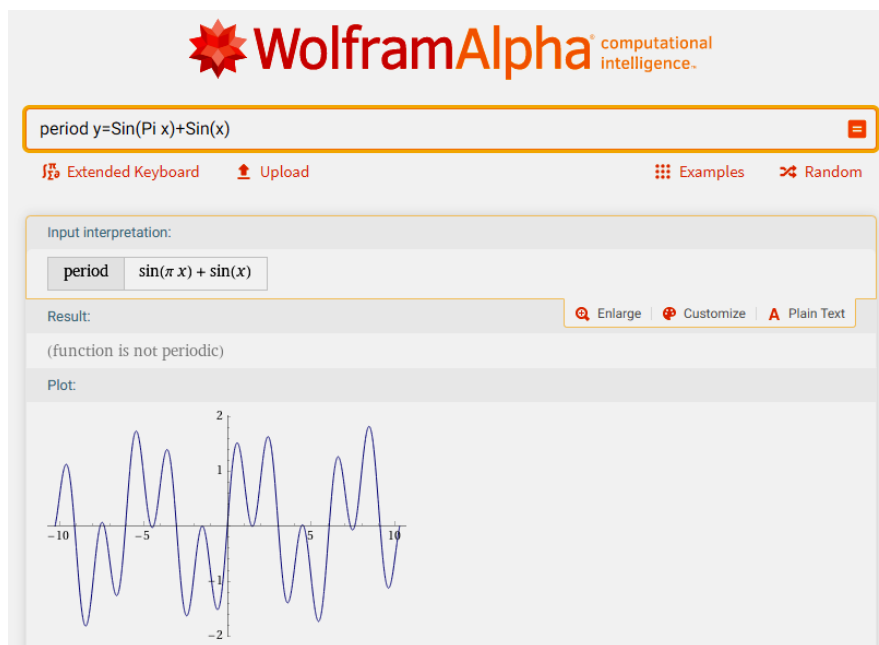 WolframAlpha computational intelligence™
period y=Sin(Pi x)+Sin(x)
Extended Keyboard Upload Examples Random
Input interpretation:
period sin(π x) + sin(x)
Result: Enlarge Customize A Plain Text
(function is not periodic)
Plot:
2
1
-10 -5 5 10
-1
-2